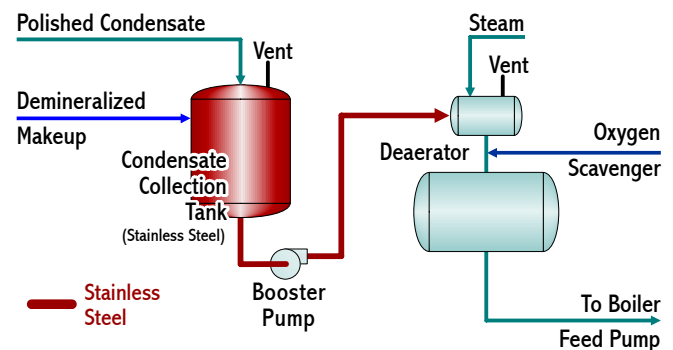 Polished Condensate
Vent
Demineralized
Makeup
Condensate
Collection
Tank
(Stainless Steel)
Booster
Pump
Stainless
Steel
Steam
Vent
Deaerator
Oxygen
Scavenger
To Boiler
Feed Pump